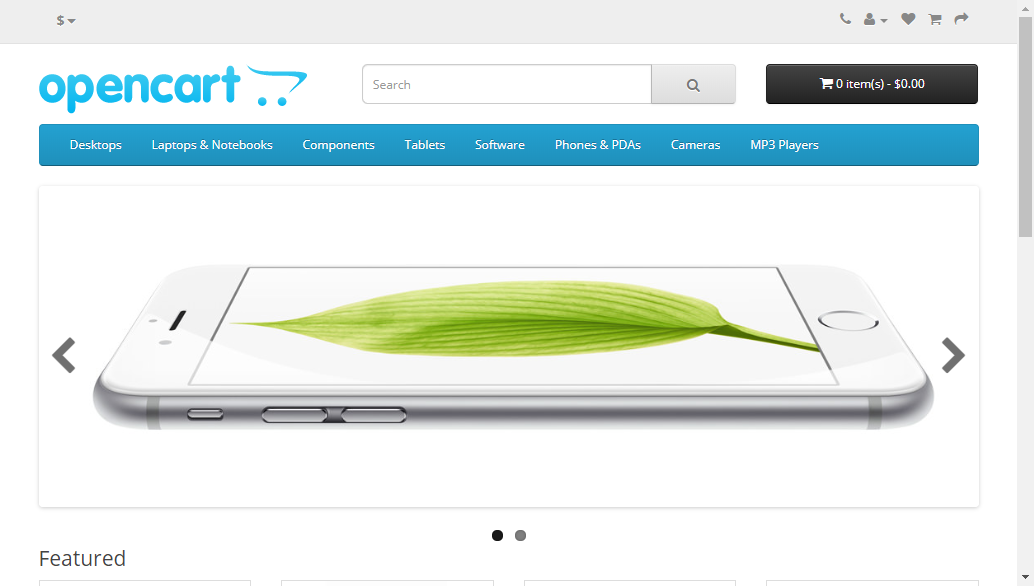 $
opencart
Search
0 item(s) - $0.00
Desktops
Laptops & Notebooks
Components
Tablets
Software
Phones & PDAs
Cameras
MP3 Players
Featured